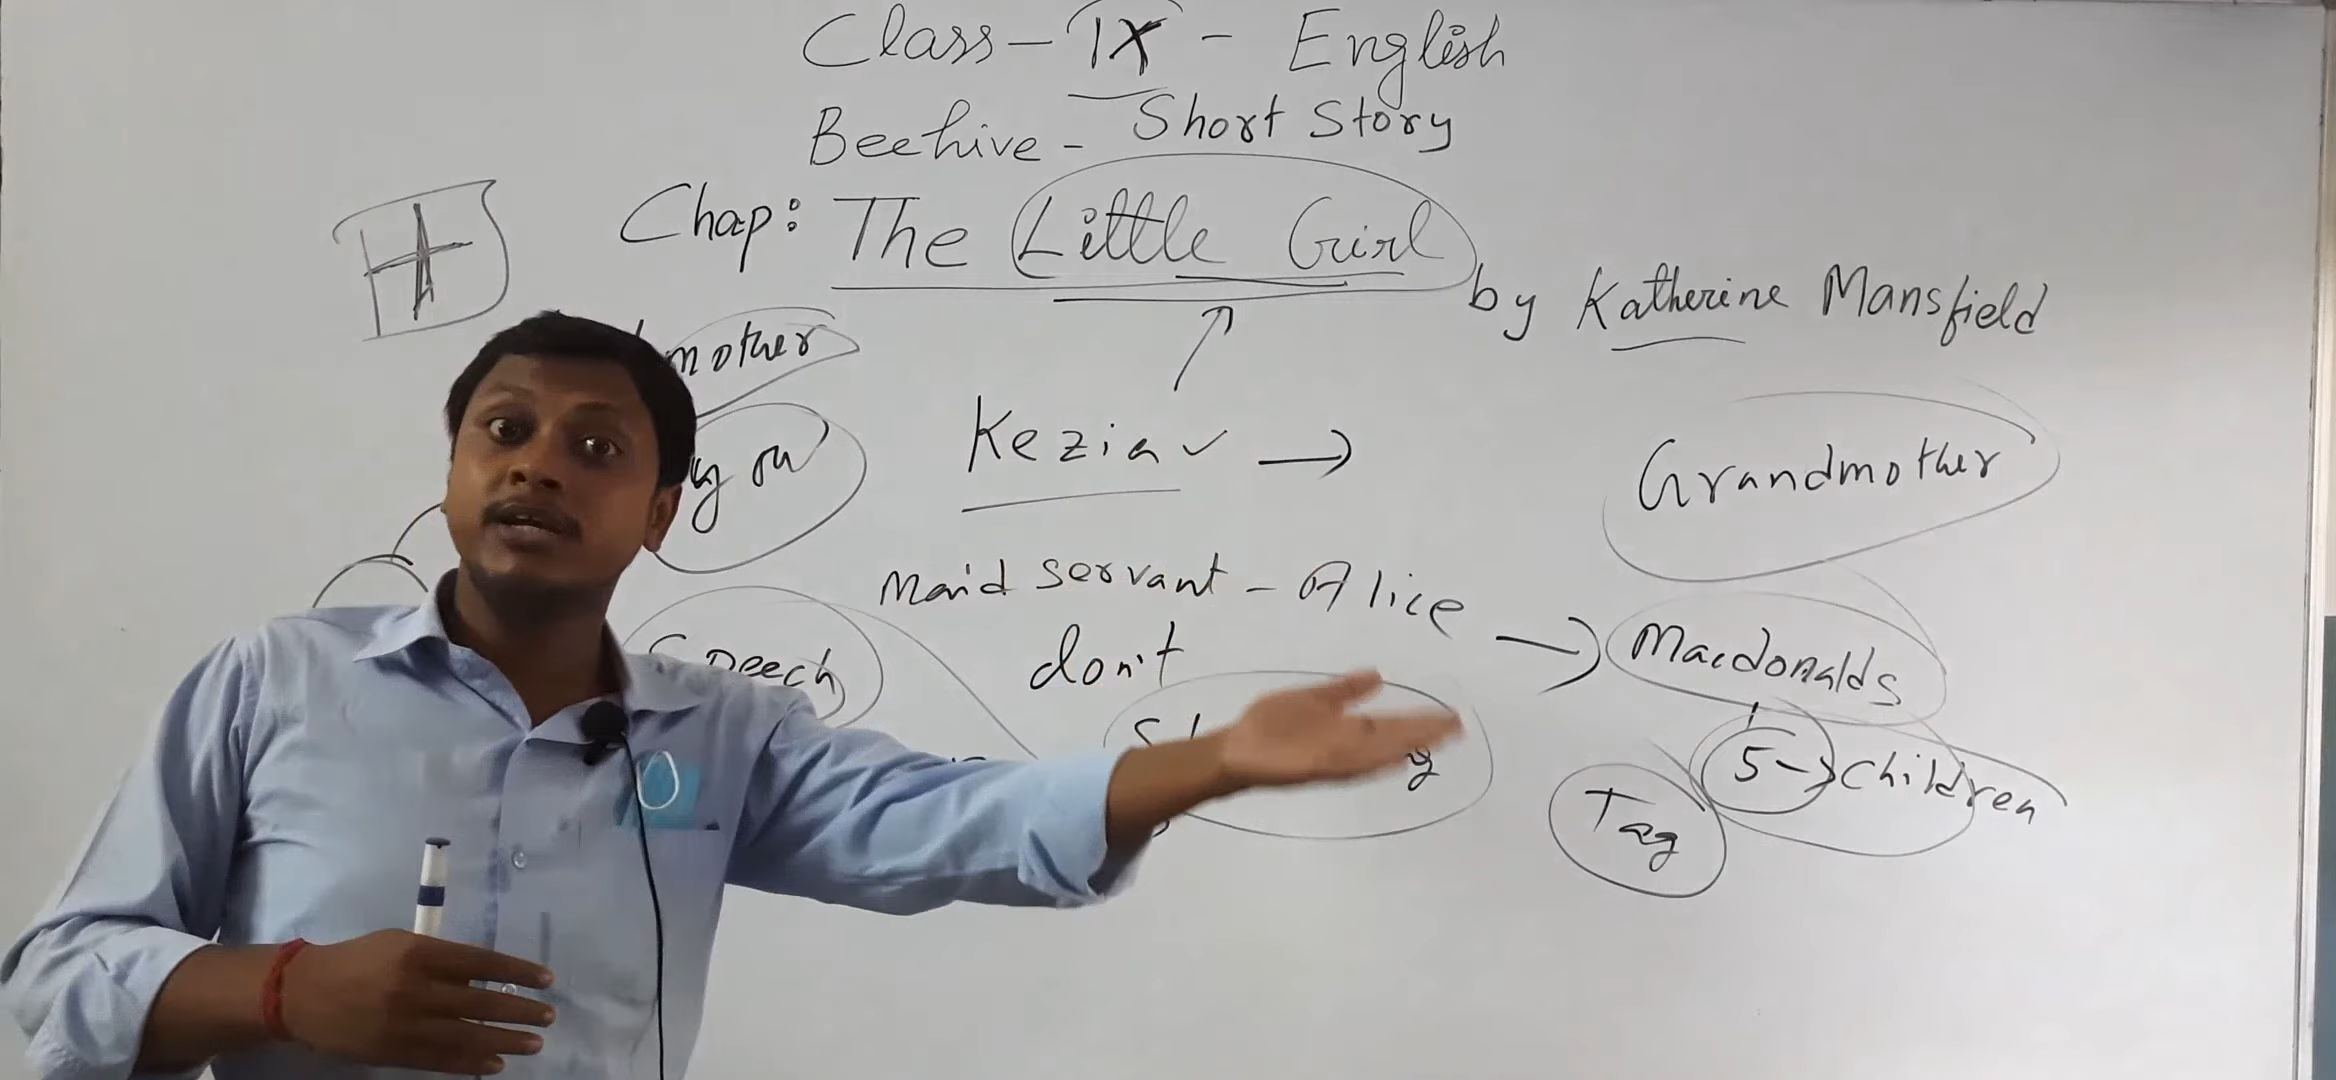 Class - IX - English
Beehive - Short Story
Chap: The Little Girl
by Katherine Mansfield
mother
Kezia →
Grandmother
maid servant - Alice → Macdonalds
Speech
don't
5 → children
Tag